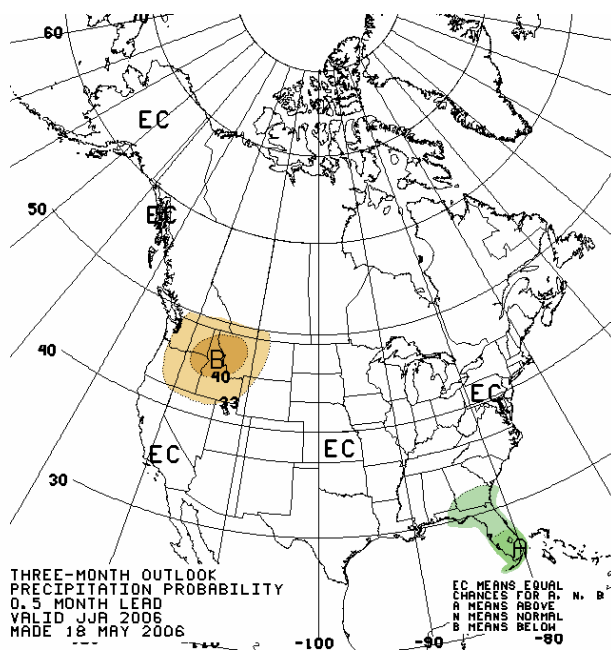 70
60
EC
50
EC
40
B
40
33
EC
EC
EC
30
A
THREE-MONTH OUTLOOK
PRECIPITATION PROBABILITY
0.5 MONTH LEAD
VALID JJA 2006
MADE 18 MAY 2006
EC MEANS EQUAL
CHANCES FOR A, N, B
A MEANS ABOVE
N MEANS NORMAL
B MEANS BELOW
-110
-100
-90
-80